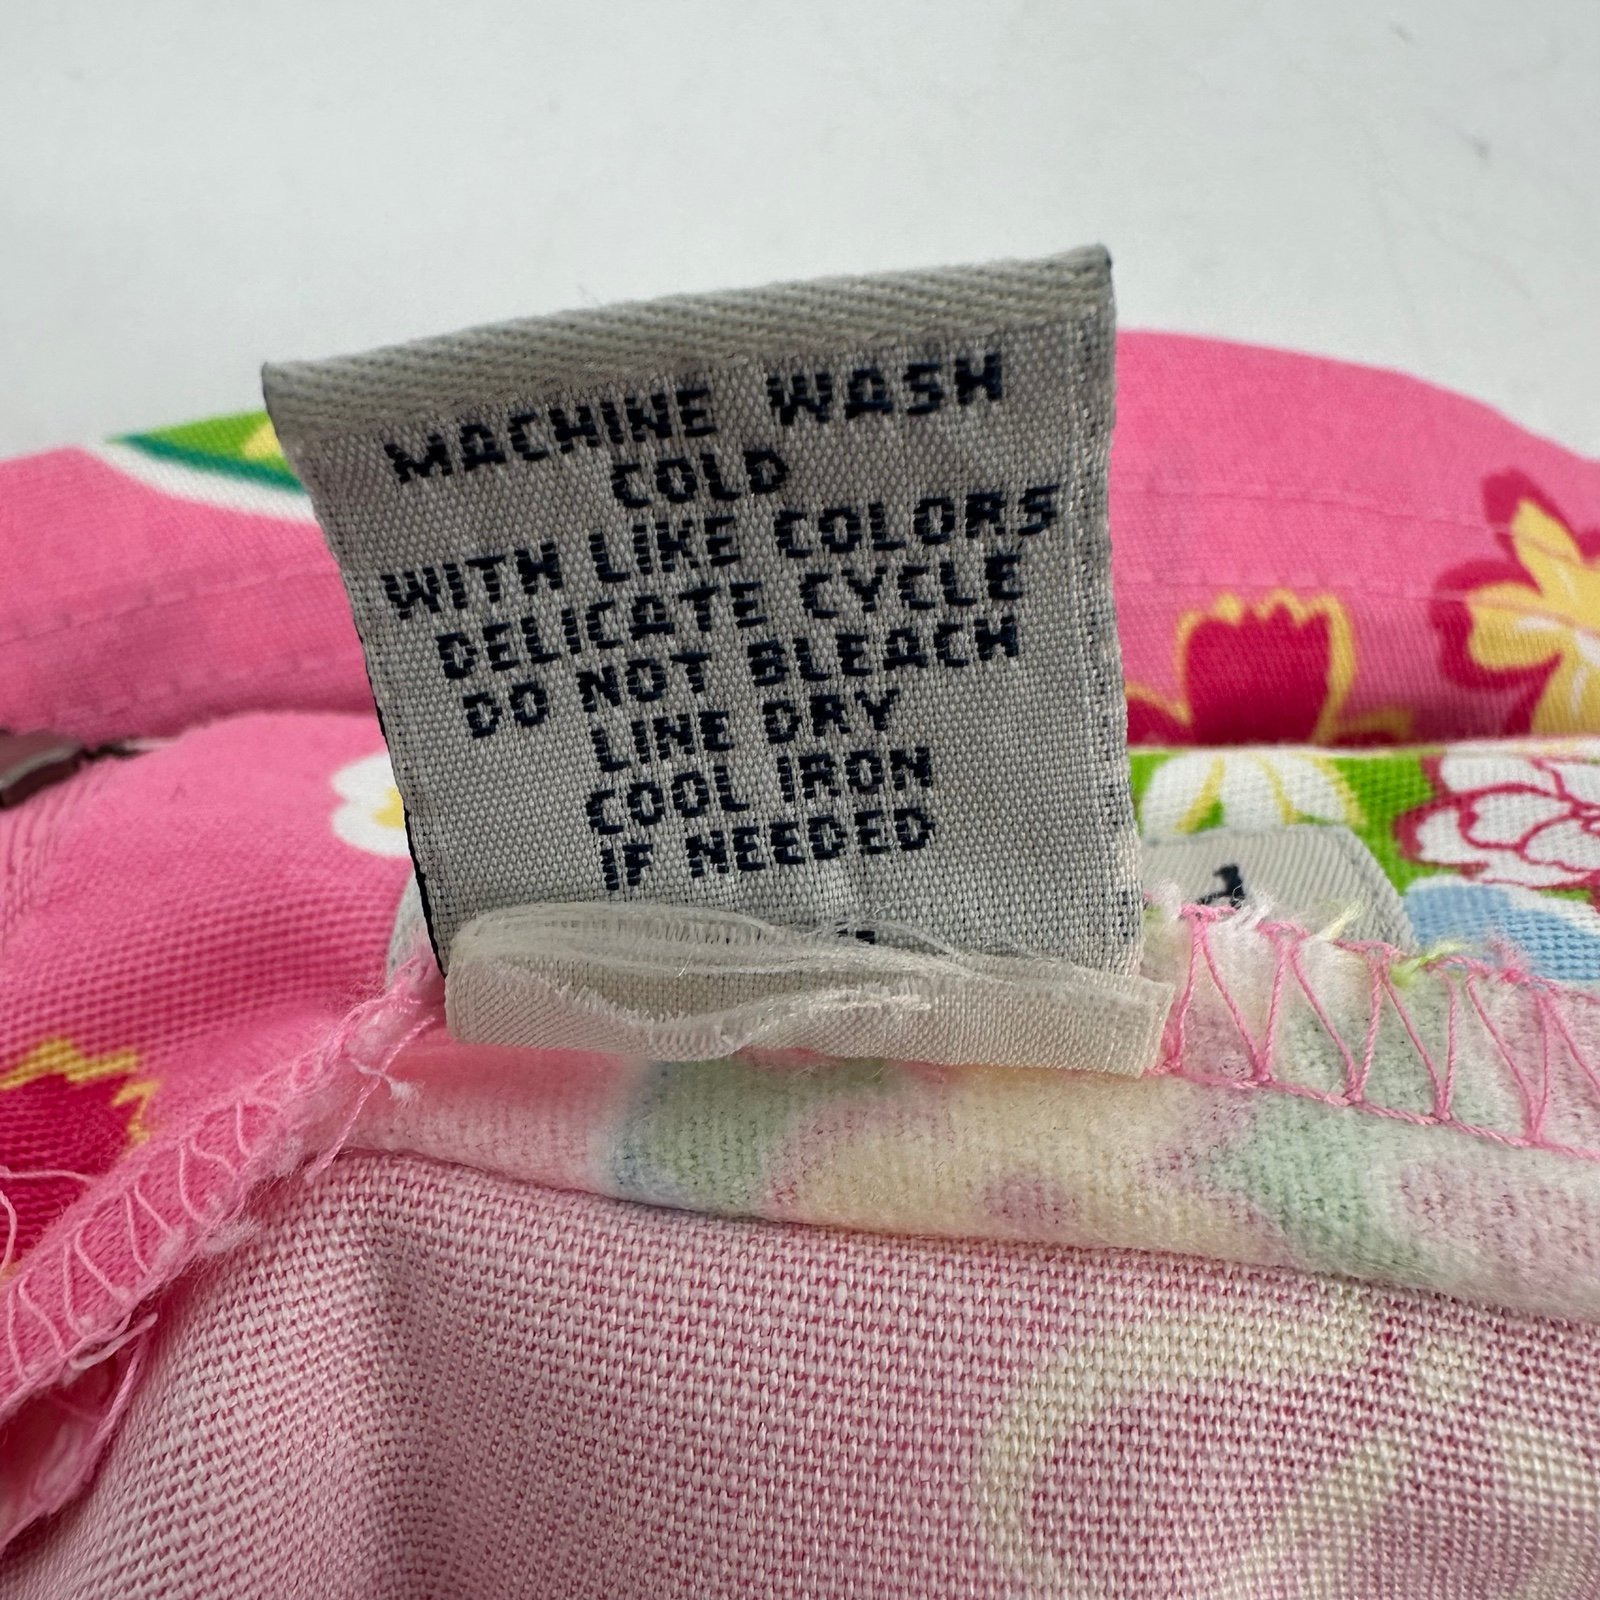 MACHINE WASH
COLD
WITH LIKE COLORS
DELICATE CYCLE
DO NOT BLEACH
LINE DRY
COOL IRON
IF NEEDED